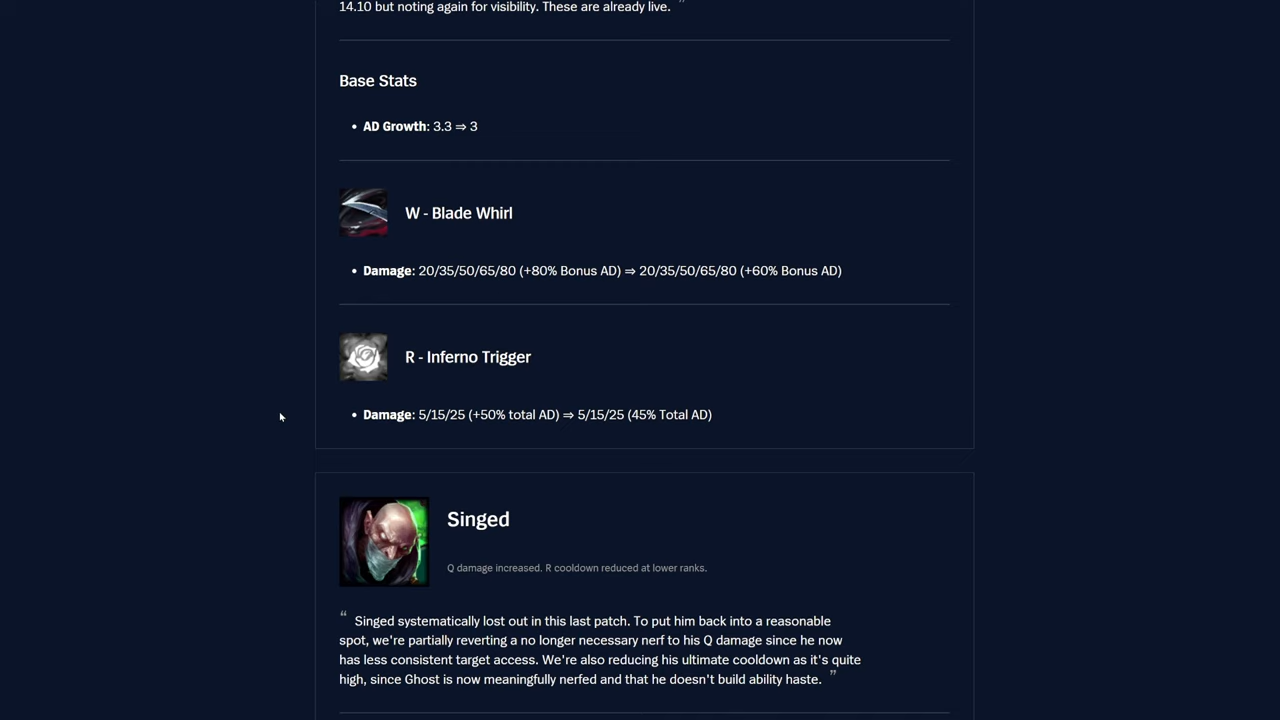 14.10 but noting again for visibility. These are already live. ”
Base Stats
• AD Growth: 3.3 ⇒ 3
W - Blade Whirl
• Damage: 20/35/50/65/80 (+80% Bonus AD) ⇒ 20/35/50/65/80 (+60% Bonus AD)
R - Inferno Trigger
• Damage: 5/15/25 (+50% total AD) ⇒ 5/15/25 (45% Total AD)
Singed
Q damage increased. R cooldown reduced at lower ranks.
“ Singed systematically lost out in this last patch. To put him back into a reasonable
spot, we're partially reverting a no longer necessary nerf to his Q damage since he now
has less consistent target access. We're also reducing his ultimate cooldown as it's quite
high, since Ghost is now meaningfully nerfed and that he doesn't build ability haste. ”